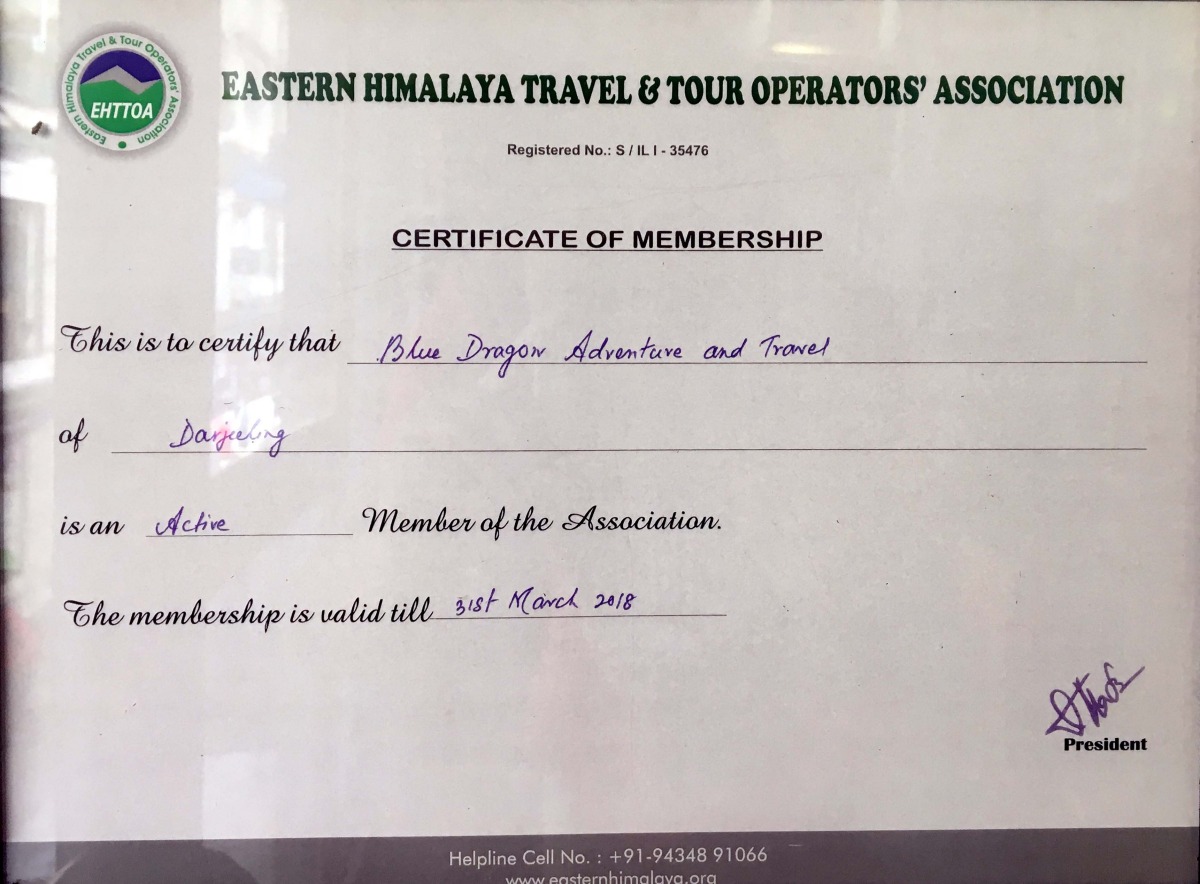 Eastern Himalaya Travel & Tour Operators' Association
EHTTOA
EASTERN HIMALAYA TRAVEL & TOUR OPERATORS' ASSOCIATION
Registered No.: S / IL I - 35476
CERTIFICATE OF MEMBERSHIP
This is to certify that Blue Dragon Adventure and Travel
of Darjeeling
is an Active Member of the Association.
The membership is valid till 31st March 2018
President
Helpline Cell No. : +91-94348 91066
www.easternhimalaya.org